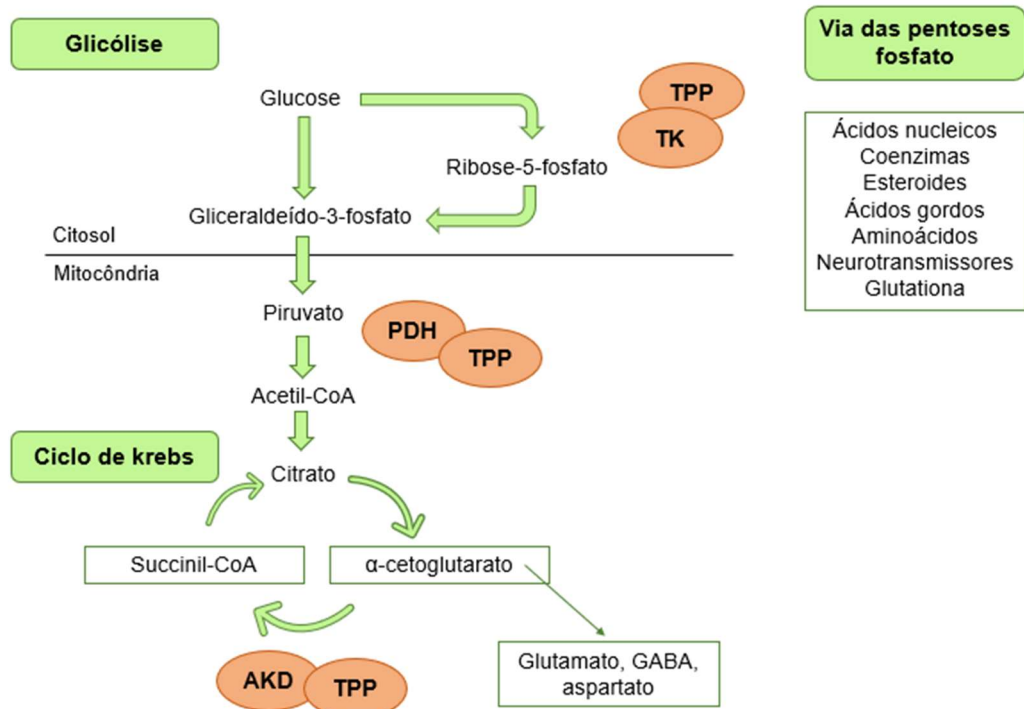 Glicólise
Via das pentoses
fosfato
Glucose
TPP
TK
Ribose-5-fosfato
Gliceraldeído-3-fosfato
Citosol
Mitocôndria
Ácidos nucleicos
Coenzimas
Esteroides
Ácidos gordos
Aminoácidos
Neurotransmissores
Glutationa
Piruvato
PDH
TPP
Acetil-CoA
Ciclo de krebs
Citrato
Succinil-CoA
α-cetoglutarato
AKD
TPP
Glutamato, GABA,
aspartato